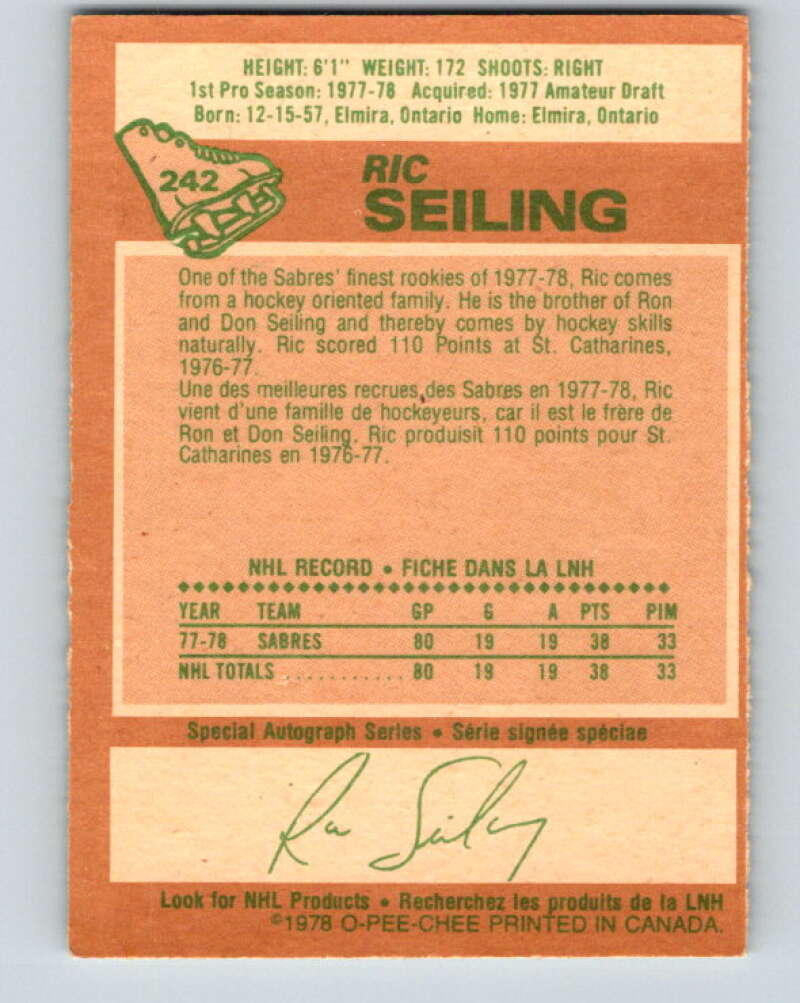 HEIGHT: 6'1" WEIGHT: 172 SHOOTS: RIGHT
1st Pro Season: 1977-78 Acquired: 1977 Amateur Draft
Born: 12-15-57, Elmira, Ontario Home: Elmira, Ontario
242
RIC
SEILING
One of the Sabres' finest rookies of 1977-78, Ric comes
from a hockey oriented family. He is the brother of Ron
and Don Seiling and thereby comes by hockey skills
naturally. Ric scored 110 Points at St. Catharines,
1976-77.
Une des meilleures recrues des Sabres en 1977-78, Ric
vient d'une famille de hockeyeurs, car il est le frère de
Ron et Don Seiling. Ric produisit 110 points pour St.
Catharines en 1976-77.
NHL RECORD • FICHE DANS LA LNH
YEAR TEAM GP G A PTS PIM
77-78 SABRES 80 19 19 38 33
NHL TOTALS ........... 80 19 19 38 33
Special Autograph Series • Série signée spéciae
Ric Seiling
Look for NHL Products • Recherchez les produits de la LNH
©1978 O-PEE-CHEE PRINTED IN CANADA.